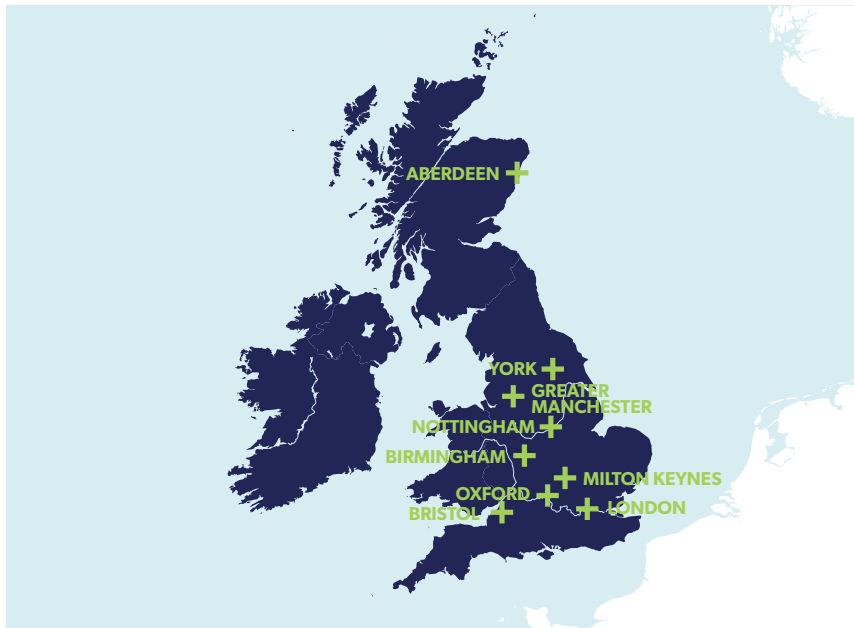 ABERDEEN
YORK
GREATER
MANCHESTER
NOTTINGHAM
BIRMINGHAM
MILTON KEYNES
OXFORD
LONDON
BRISTOL